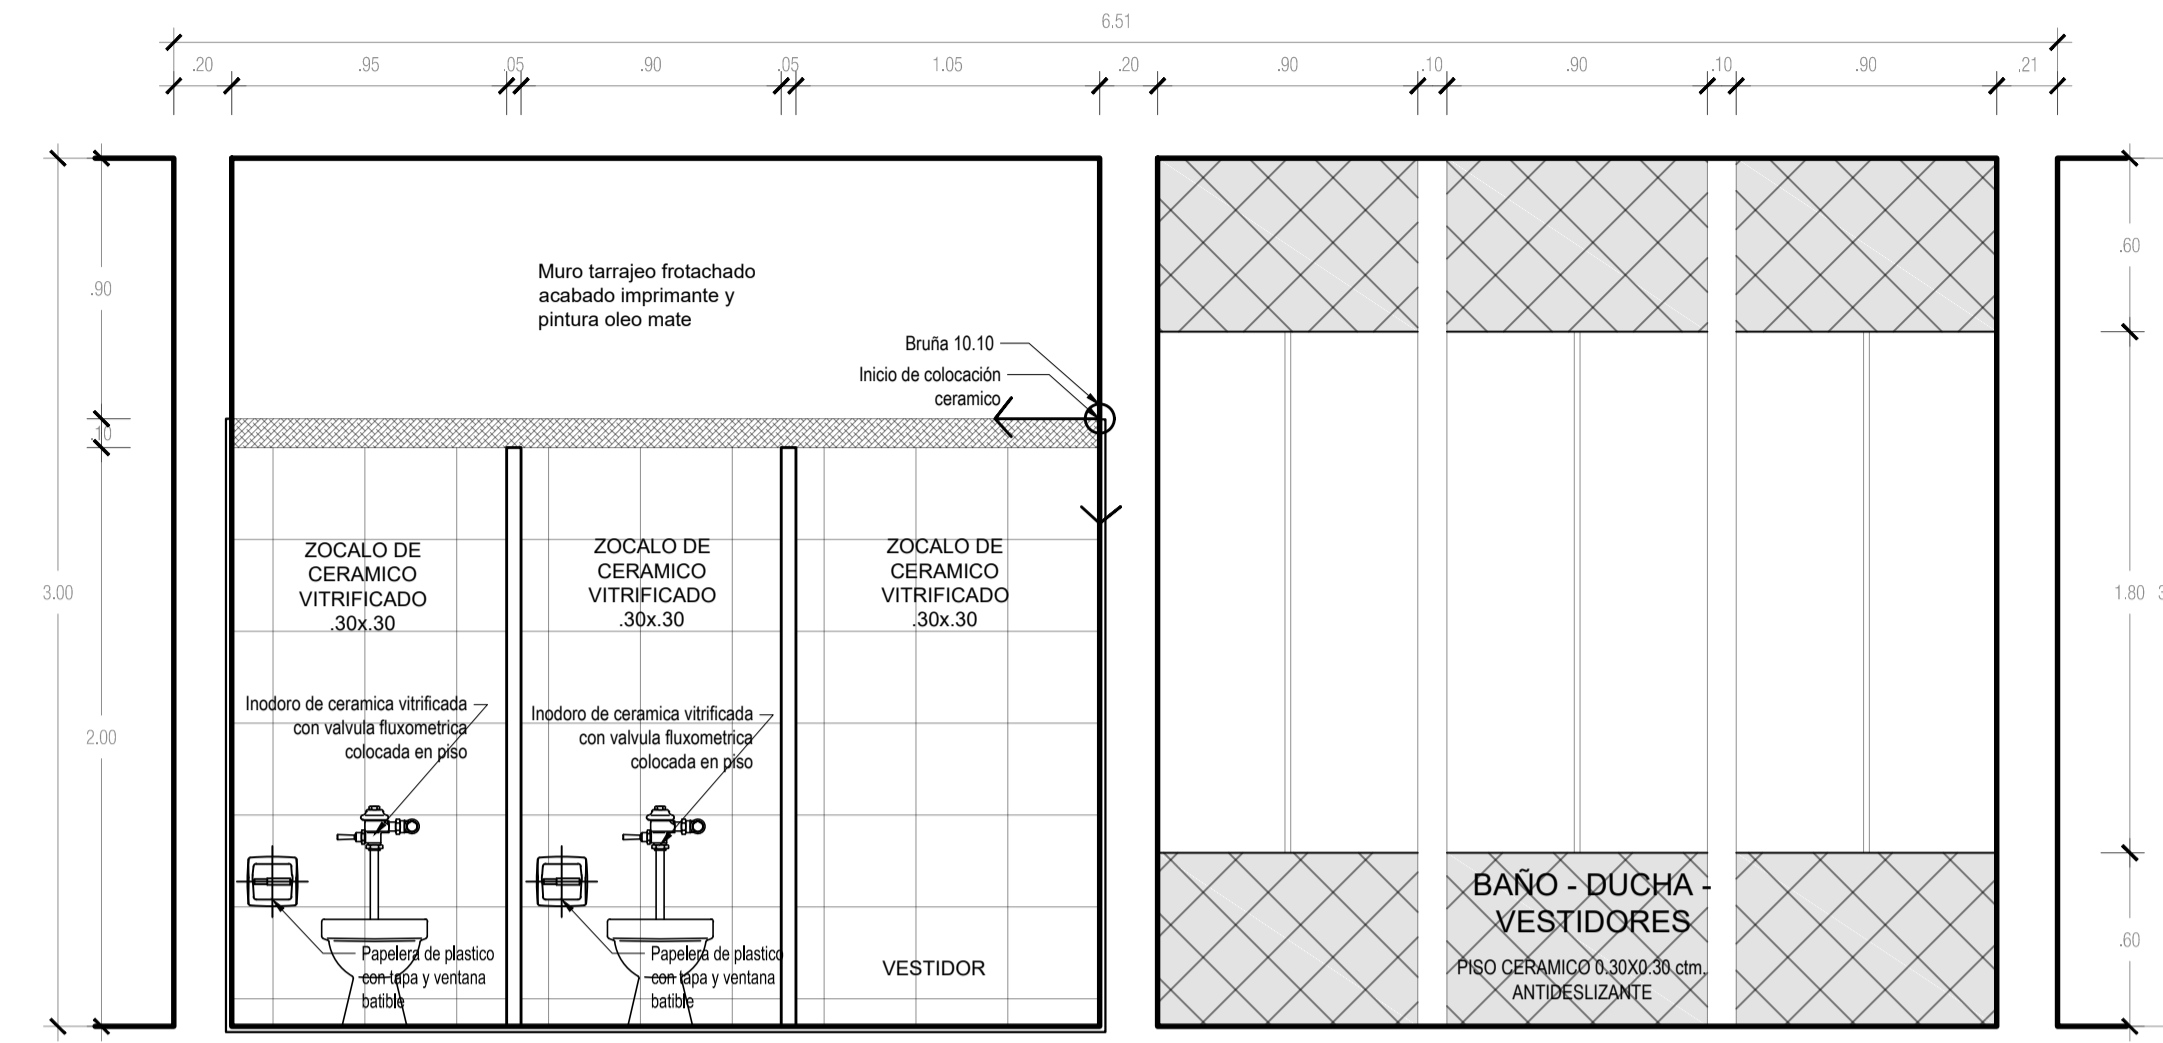 6.51
.20
.95
.05
.90
.05
1.05
.20
.90
.10
.90
.10
.90
.21
.90
.10
3.00
2.00
Muro tarrajeo frotachado
acabado imprimante y
pintura oleo mate
Bruña 10.10
Inicio de colocación
ceramico
ZOCALO DE
CERAMICO
VITRIFICADO
.30x.30
ZOCALO DE
CERAMICO
VITRIFICADO
.30x.30
ZOCALO DE
CERAMICO
VITRIFICADO
.30x.30
Inodoro de ceramica vitrificada
con valvula fluxometrica
colocada en piso
Inodoro de ceramica vitrificada
con valvula fluxometrica
colocada en piso
Papelera de plastico
con tapa y ventana
batible
Papelera de plastico
con tapa y ventana
batible
VESTIDOR
BAÑO - DUCHA -
VESTIDORES
PISO CERAMICO 0.30X0.30 ctm.
ANTIDESLIZANTE
.60
1.80
.60